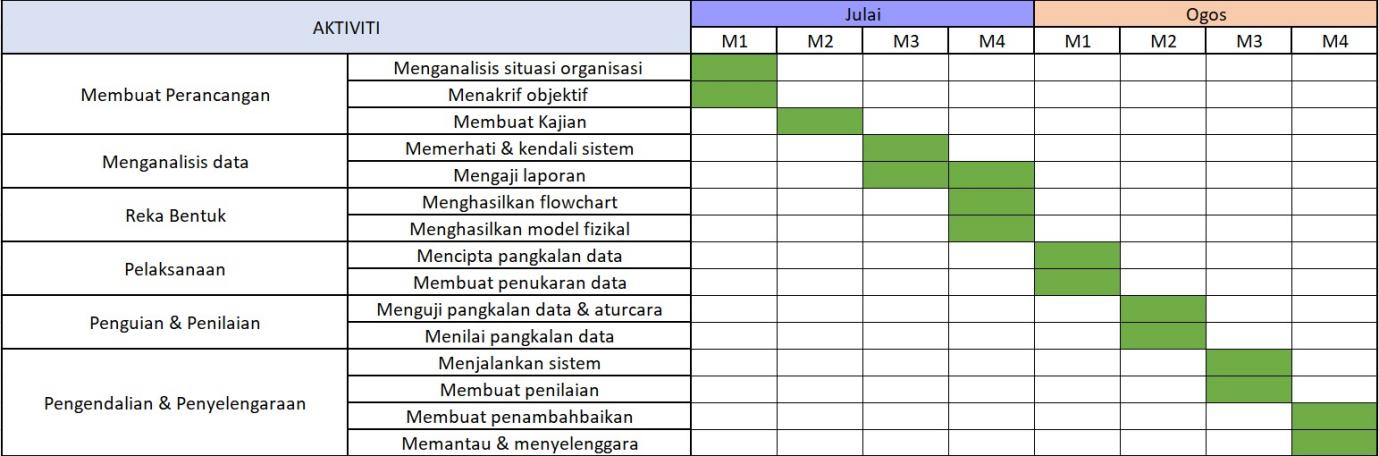 AKTIVITI
Julai
Ogos
M1
M2
M3
M4
M1
M2
M3
M4
Membuat Perancangan
Menganalisis situasi organisasi
Menakrif objektif
Membuat Kajian
Menganalisis data
Memerhati & kendali sistem
Mengaji laporan
Reka Bentuk
Menghasilkan flowchart
Menghasilkan model fizikal
Pelaksanaan
Mencipta pangkalan data
Membuat penukaran data
Penguian & Penilaian
Menguji pangkalan data & aturcara
Menilai pangkalan data
Pengendalian & Penyelengaraan
Menjalankan sistem
Membuat penilaian
Membuat penambahbaikan
Memantau & menyelenggara